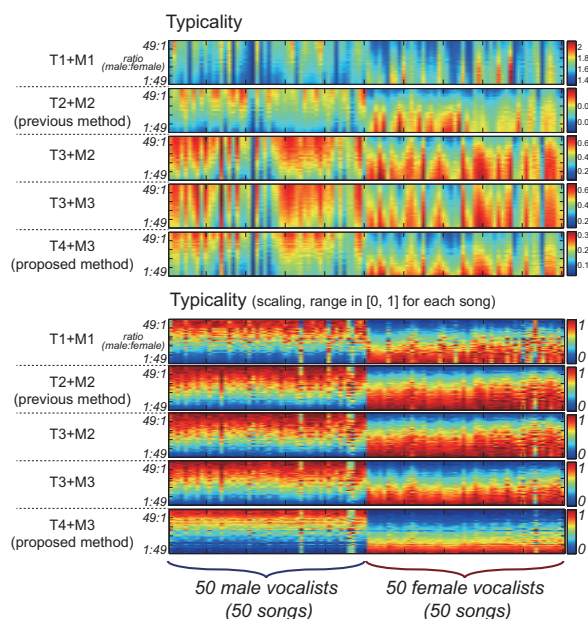 Typicality
T1+M1 ratio (male:female) 49:1 1:49 2 1.8 1.6 1.4
T2+M2 (previous method) 49:1 1:49
T3+M2 49:1 1:49 0.6 0.4 0.2
T3+M3 49:1 1:49 0.6 0.4 0.2
T4+M3 (proposed method) 49:1 1:49 0.3 0.2 0.1
Typicality (scaling, range in [0, 1] for each song)
T1+M1 ratio (male:female) 49:1 1:49 1 0
T2+M2 (previous method) 49:1 1:49 1 0
T3+M2 49:1 1:49 1 0
T3+M3 49:1 1:49 1 0
T4+M3 (proposed method) 49:1 1:49 1 0
50 male vocalists 50 female vocalists
(50 songs) (50 songs)